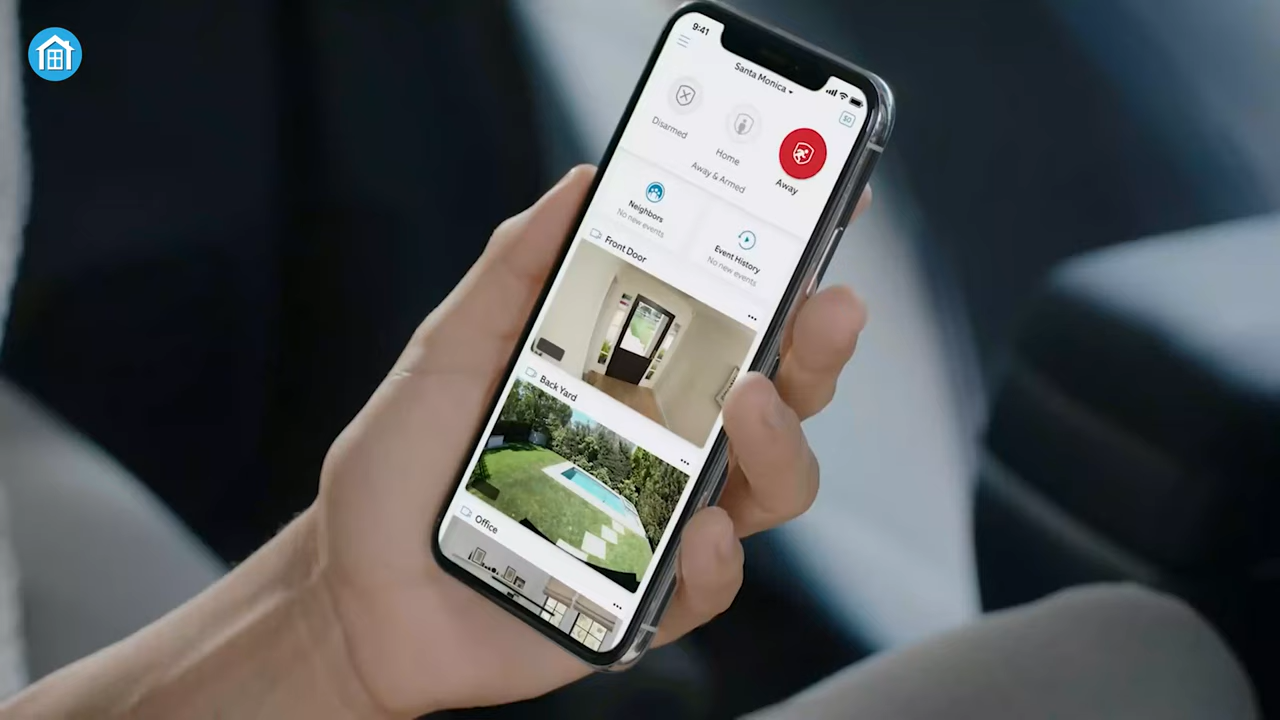 9:41
Santa Monica
Disarmed
Home
Away
Away & Armed
Neighbors
No new events
Event History
No new events
Front Door
Back Yard
Office